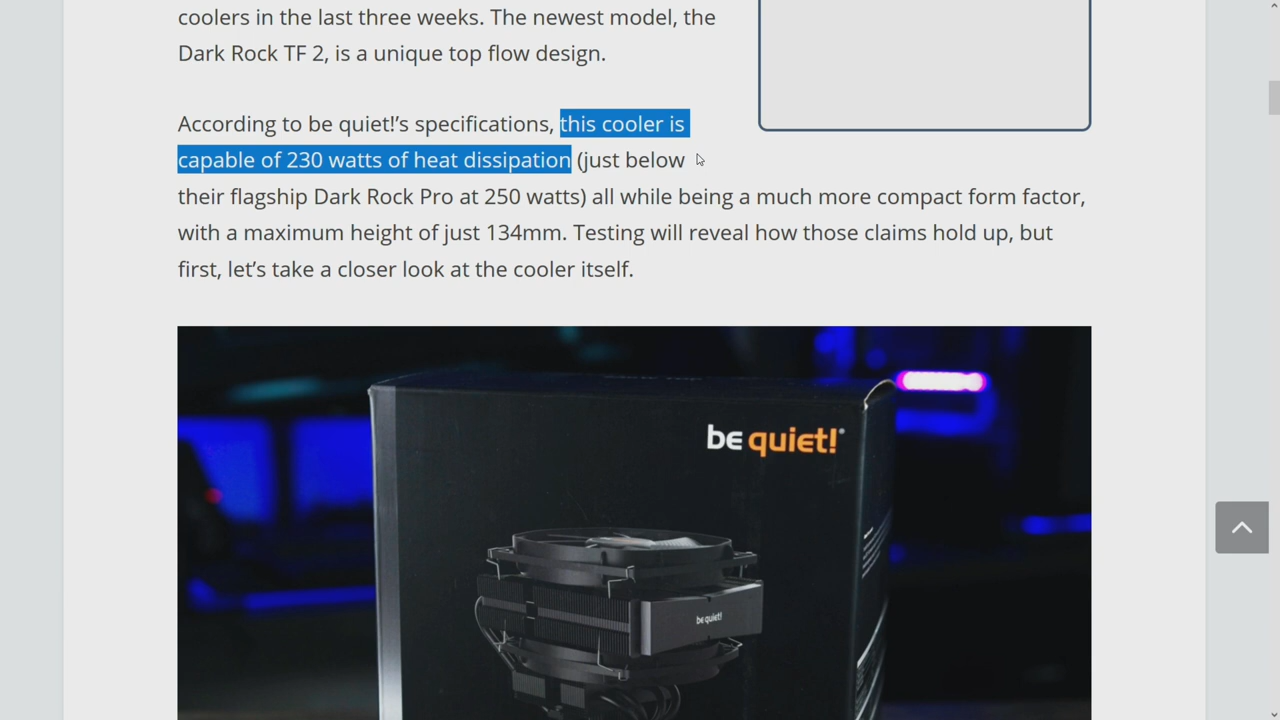 coolers in the last three weeks. The newest model, the
Dark Rock TF 2, is a unique top flow design.
According to be quiet!’s specifications, this cooler is
capable of 230 watts of heat dissipation (just below
their flagship Dark Rock Pro at 250 watts) all while being a much more compact form factor,
with a maximum height of just 134mm. Testing will reveal how those claims hold up, but
first, let’s take a closer look at the cooler itself.
be quiet!®
be quiet!